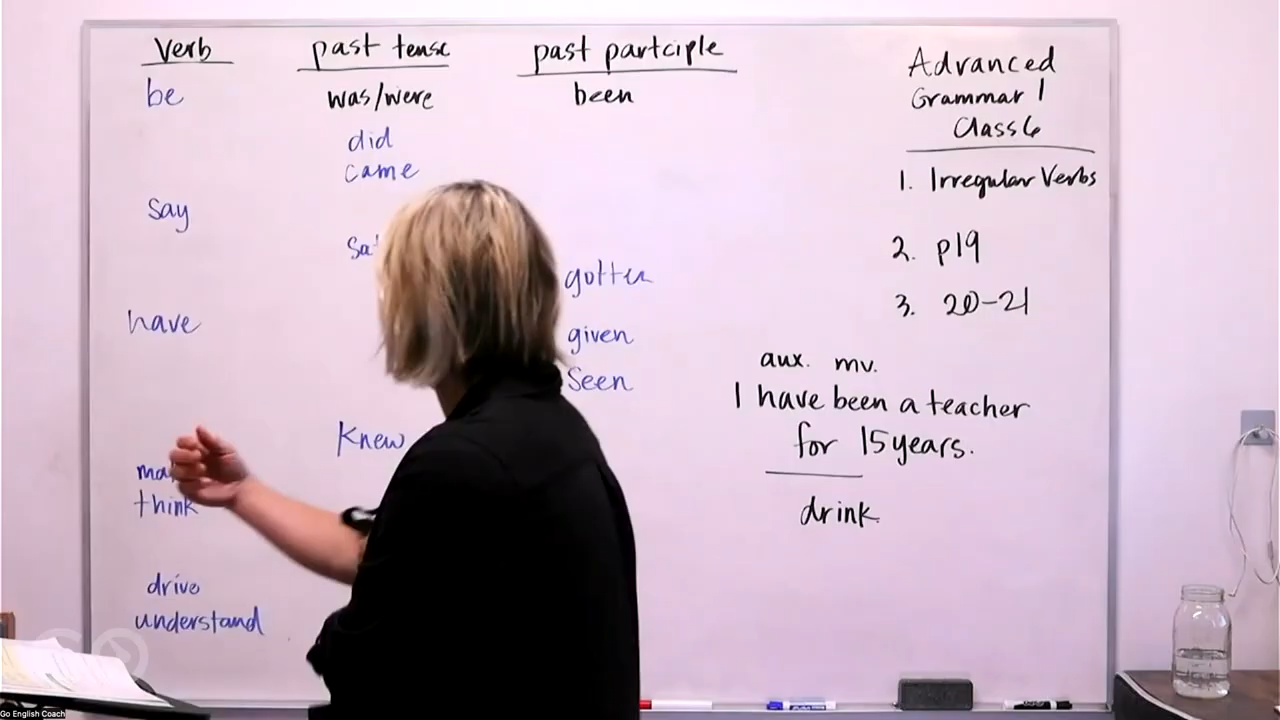 Verb past tense past particple
be was/were been
did
came
say
gotten
have given
Seen
Knew
think
drive
understand
Advanced
Grammar 1
Class 6
1. Irregular Verbs
2. p19
3. 20-21
aux. mv.
I have been a teacher
for 15 years.
drink
Go English Coach